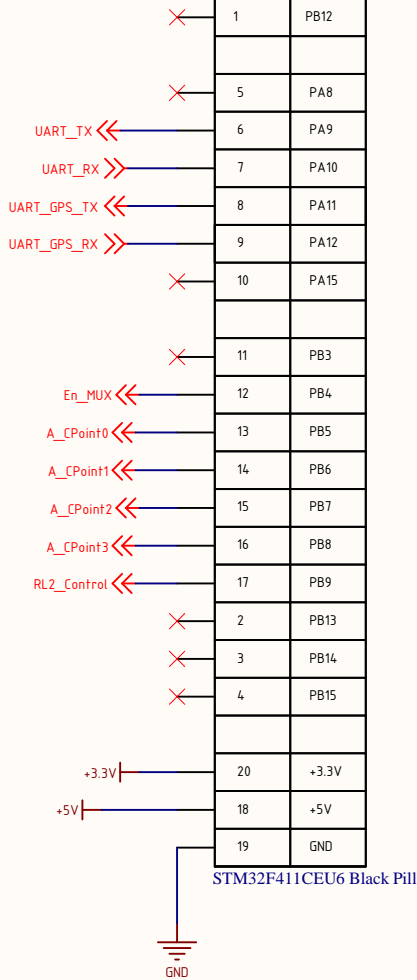 1 PB12
5 PA8
UART_TX 6 PA9
UART_RX 7 PA10
UART_GPS_TX 8 PA11
UART_GPS_RX 9 PA12
10 PA15
11 PB3
En_MUX 12 PB4
A_CPoint0 13 PB5
A_CPoint1 14 PB6
A_CPoint2 15 PB7
A_CPoint3 16 PB8
RL2_Control 17 PB9
2 PB13
3 PB14
4 PB15
+3.3V 20 +3.3V
+5V 18 +5V
19 GND
STM32F411CEU6 Black Pill
GND